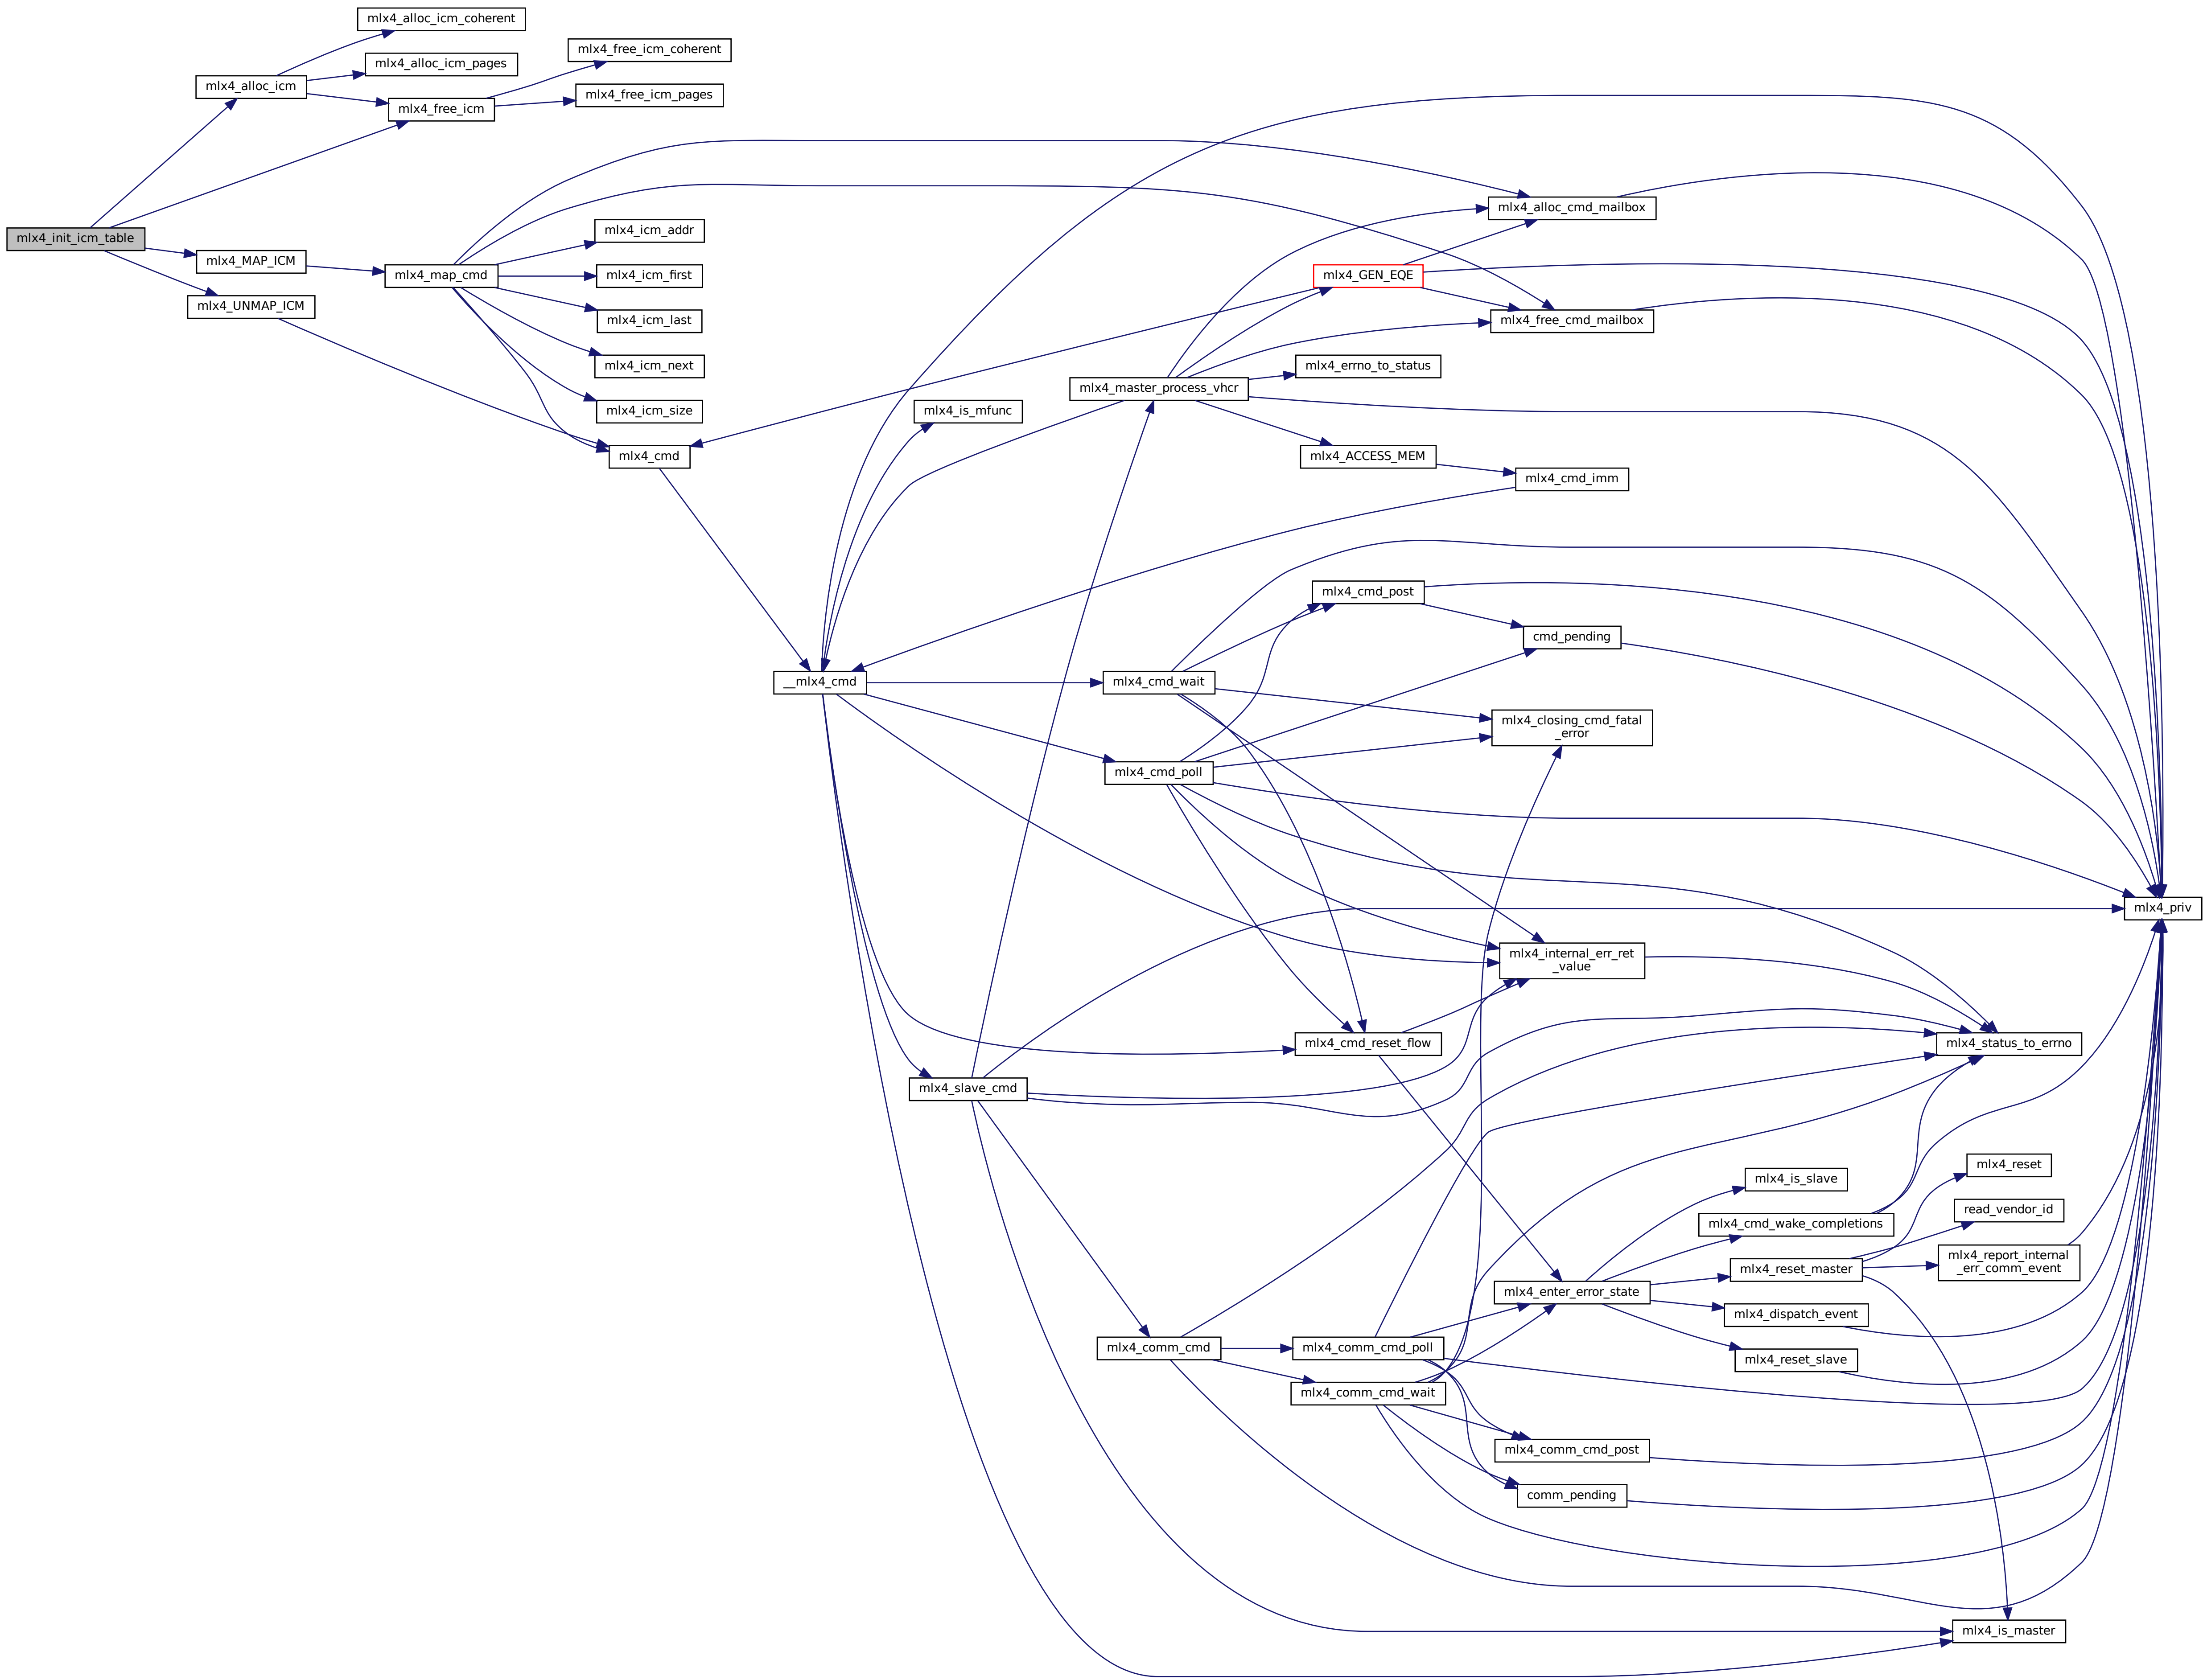 mlx4_alloc_icm_coherent
mlx4_free_icm_coherent
mlx4_alloc_icm_pages
mlx4_alloc_icm
mlx4_free_icm_pages
mlx4_free_icm
mlx4_alloc_cmd_mailbox
mlx4_icm_addr
mlx4_init_icm_table
mlx4_MAP_ICM
mlx4_map_cmd
mlx4_icm_first
mlx4_GEN_EQE
mlx4_UNMAP_ICM
mlx4_icm_last
mlx4_free_cmd_mailbox
mlx4_icm_next
mlx4_errno_to_status
mlx4_master_process_vhcr
mlx4_icm_size
mlx4_is_mfunc
mlx4_cmd
mlx4_ACCESS_MEM
mlx4_cmd_imm
mlx4_cmd_post
cmd_pending
__mlx4_cmd
mlx4_cmd_wait
mlx4_closing_cmd_fatal
_error
mlx4_cmd_poll
mlx4_priv
mlx4_internal_err_ret
_value
mlx4_cmd_reset_flow
mlx4_status_to_errno
mlx4_slave_cmd
mlx4_reset
mlx4_is_slave
read_vendor_id
mlx4_cmd_wake_completions
mlx4_report_internal
_err_comm_event
mlx4_reset_master
mlx4_enter_error_state
mlx4_dispatch_event
mlx4_comm_cmd
mlx4_comm_cmd_poll
mlx4_reset_slave
mlx4_comm_cmd_wait
mlx4_comm_cmd_post
comm_pending
mlx4_is_master